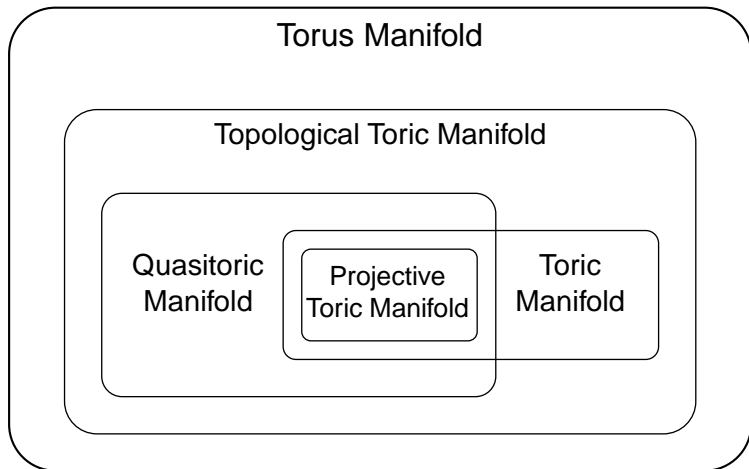 Torus Manifold
Topological Toric Manifold
Quasitoric
Manifold
Projective
Toric Manifold
Toric
Manifold